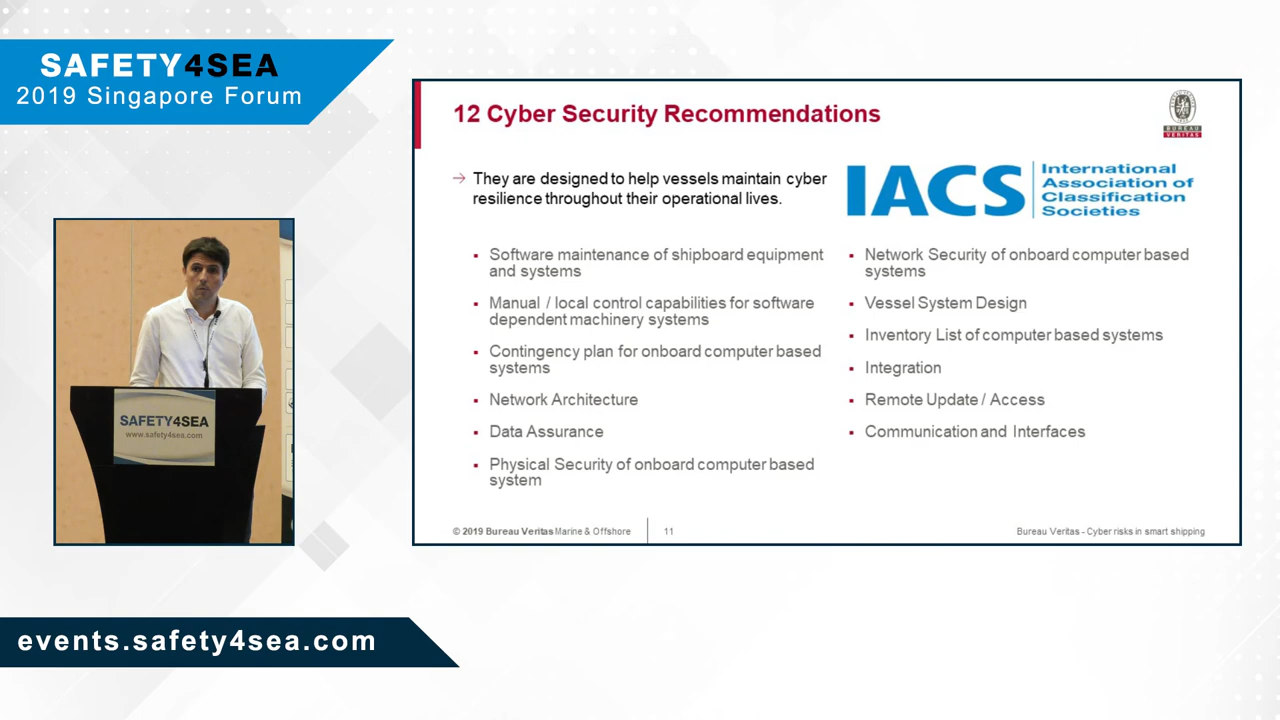 SAFETY4SEA
2019 Singapore Forum
SAFETY4SEA
www.safety4sea.com
12 Cyber Security Recommendations
BUREAU
VERITAS
→ They are designed to help vessels maintain cyber
resilience throughout their operational lives.
IACS
International
Association of
Classification
Societies
▪ Software maintenance of shipboard equipment
and systems
▪ Manual / local control capabilities for software
dependent machinery systems
▪ Contingency plan for onboard computer based
systems
▪ Network Architecture
▪ Data Assurance
▪ Physical Security of onboard computer based
system
▪ Network Security of onboard computer based
systems
▪ Vessel System Design
▪ Inventory List of computer based systems
▪ Integration
▪ Remote Update / Access
▪ Communication and Interfaces
© 2019 Bureau Veritas Marine & Offshore
11
Bureau Veritas - Cyber risks in smart shipping
events.safety4sea.com